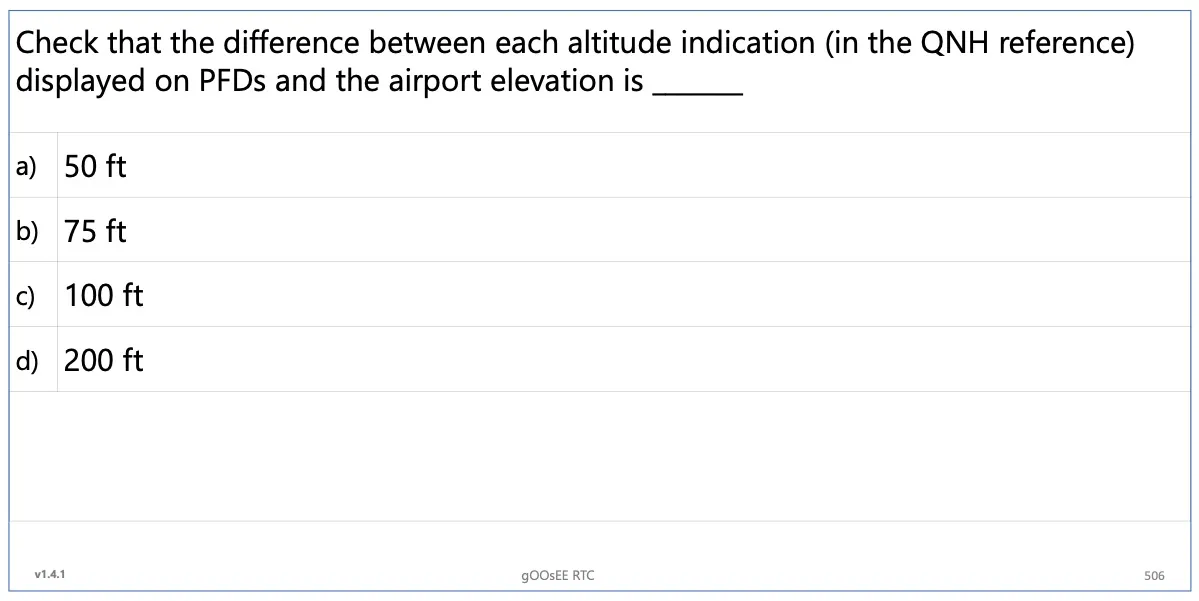 Check that the difference between each altitude indication (in the QNH reference)
displayed on PFDs and the airport elevation is ______
a) 50 ft
b) 75 ft
c) 100 ft
d) 200 ft
v1.4.1 gOOsEE RTC 506